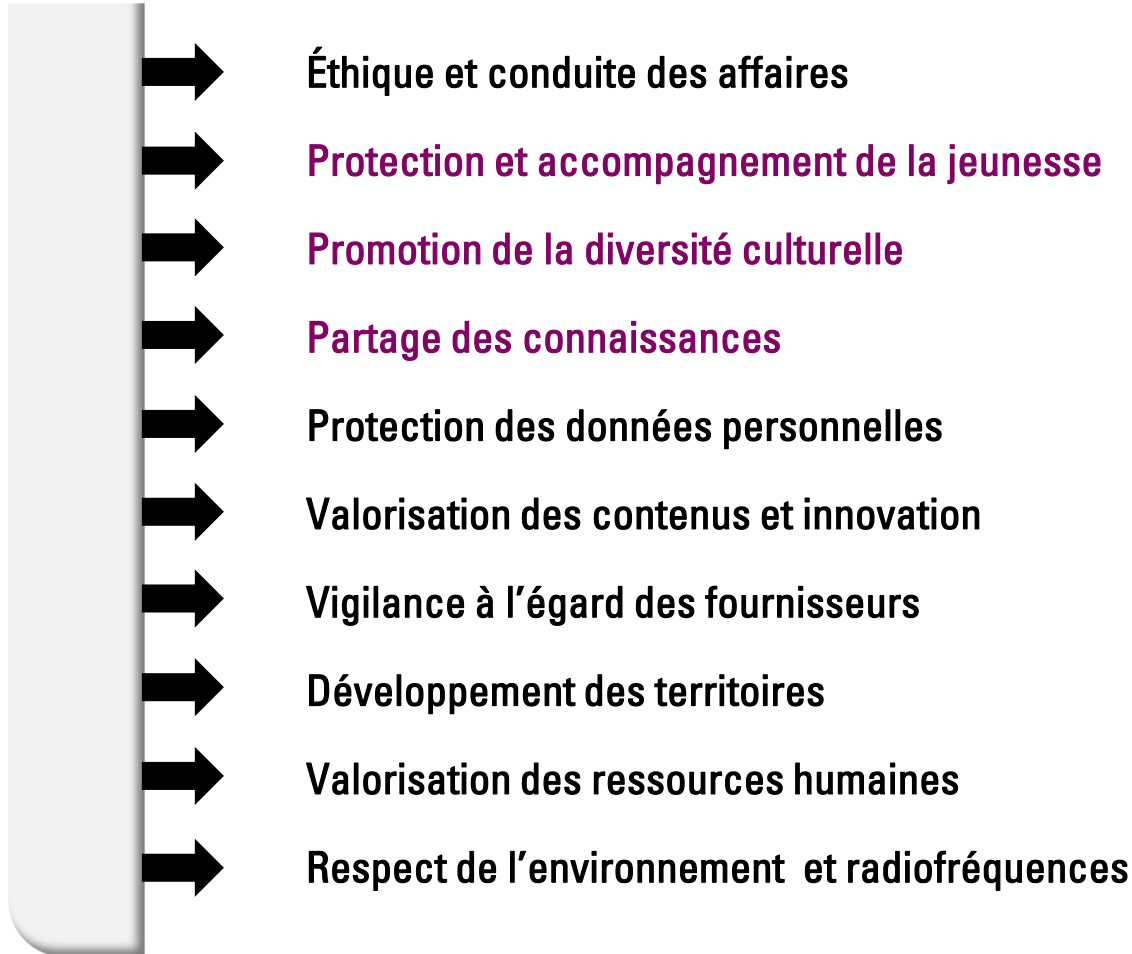 Éthique et conduite des affaires
Protection et accompagnement de la jeunesse
Promotion de la diversité culturelle
Partage des connaissances
Protection des données personnelles
Valorisation des contenus et innovation
Vigilance à l’égard des fournisseurs
Développement des territoires
Valorisation des ressources humaines
Respect de l’environnement  et radiofréquences